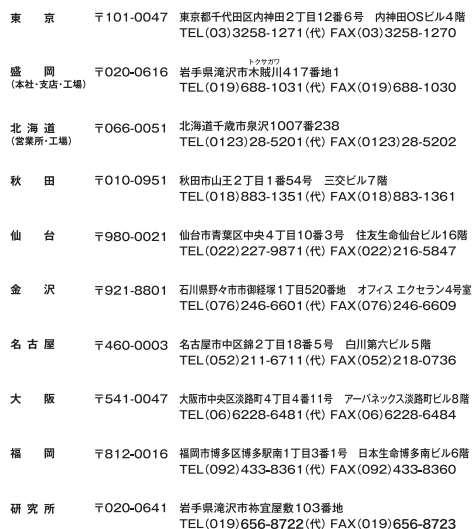 東京 〒101-0047 東京都千代田区内神田2丁目12番6号 内神田OSビル4階
TEL(03)3258-1271(代) FAX(03)3258-1270
トクサガワ
盛岡 〒020-0616 岩手県滝沢市木賊川417番地1
(本社・支店・工場) TEL(019)688-1031(代) FAX(019)688-1030
北海道 〒066-0051 北海道千歳市泉沢1007番238
(営業所・工場) TEL(0123)28-5201(代) FAX(0123)28-5202
秋田 〒010-0951 秋田市山王2丁目1番54号 三交ビル7階
TEL(018)883-1351(代) FAX(018)883-1361
仙台 〒980-0021 仙台市青葉区中央4丁目10番3号 住友生命仙台ビル16階
TEL(022)227-9871(代) FAX(022)216-5847
金沢 〒921-8801 石川県野々市市御経塚1丁目520番地 オフィス エクセラン4号室
TEL(076)246-6601(代) FAX(076)246-6609
名古屋 〒460-0003 名古屋市中区錦2丁目18番5号 白川第六ビル5階
TEL(052)211-6711(代) FAX(052)218-0736
大阪 〒541-0047 大阪市中央区淡路町4丁目4番11号 アーバネックス淡路町ビル8階
TEL(06)6228-6481(代) FAX(06)6228-6484
福岡 〒812-0016 福岡市博多区博多駅南1丁目3番1号 日本生命博多南ビル6階
TEL(092)433-8361(代) FAX(092)433-8360
研究所 〒020-0641 岩手県滝沢市祢宜屋敷103番地
TEL(019)656-8722(代) FAX(019)656-8723